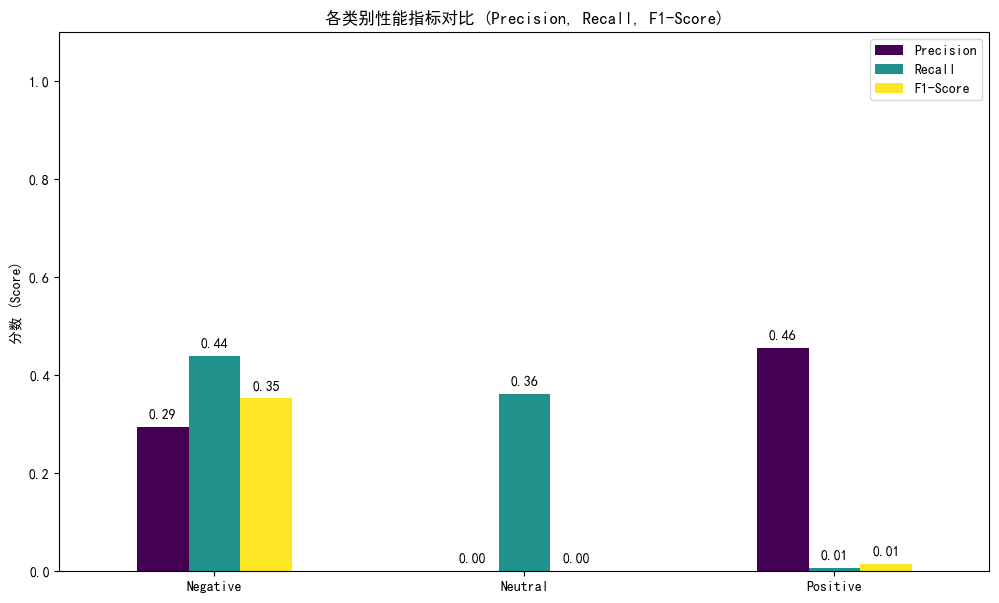 各类别性能指标对比 (Precision, Recall, F1-Score)
Precision
Recall
F1-Score
分数 (Score)
1.0
0.8
0.6
0.4
0.2
0.0
0.29
0.44
0.35
0.00
0.36
0.00
0.46
0.01
0.01
Negative
Neutral
Positive